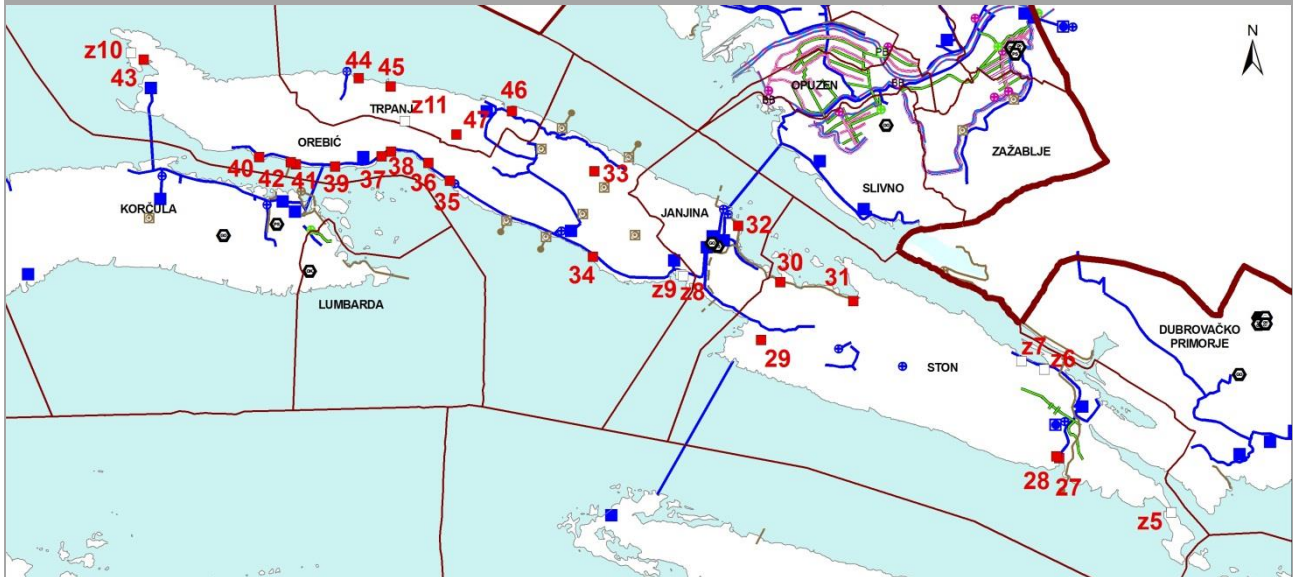 N
z10
43
44
45
TRPANJ
z11
46
47
OREBIĆ
40
42
41
39
37
38
36
35
33
KORČULA
LUMBARDA
34
JANJINA
32
z9
z8
30
31
29
STON
OPUZEN
SLIVNO
ZAŽABLJE
DUBROVAČKO
PRIMORJE
z7
z6
28
27
z5